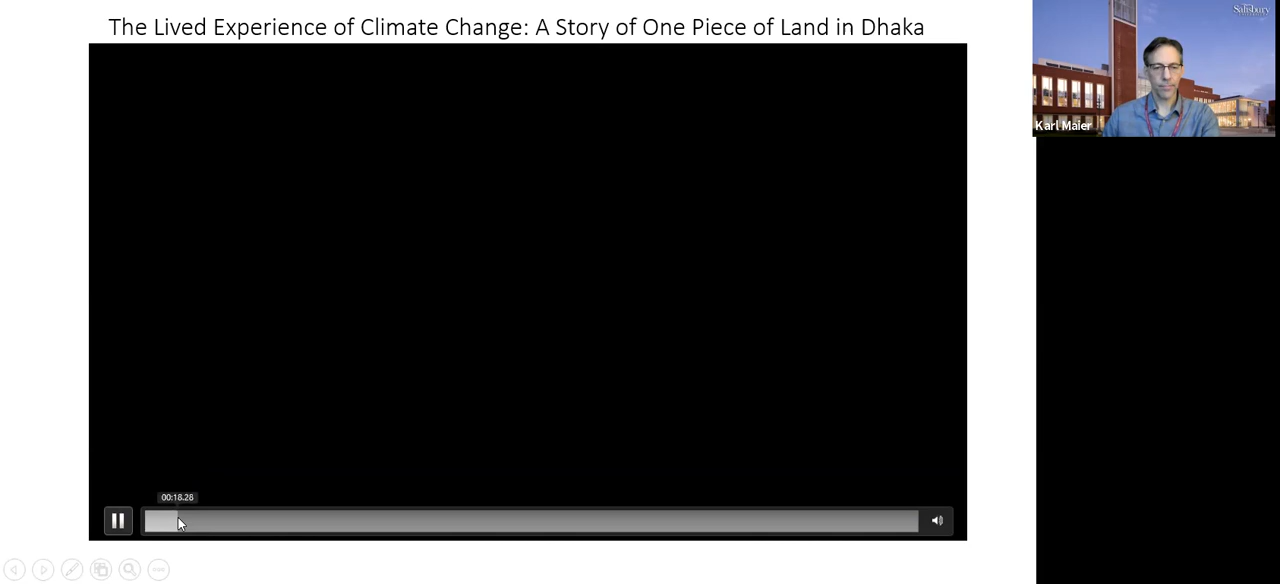 The Lived Experience of Climate Change: A Story of One Piece of Land in Dhaka
Salisbury
Karl Maier
00:18.28